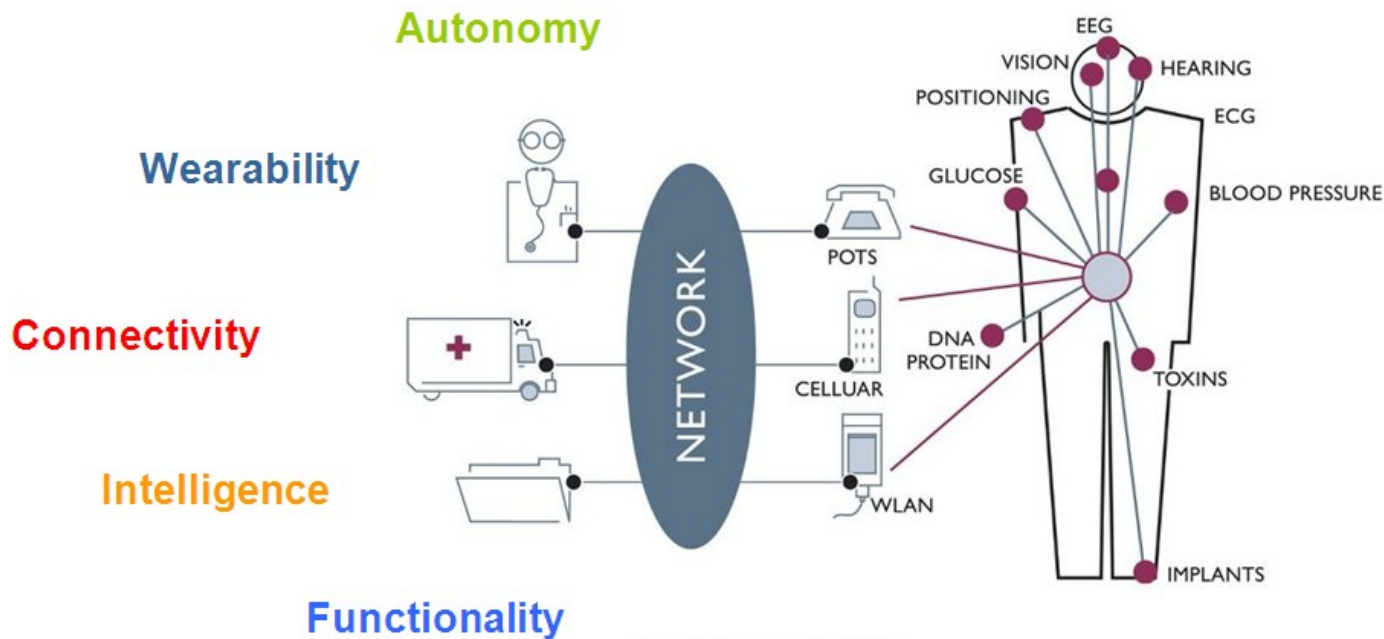 Autonomy
EEG
VISION
HEARING
POSITIONING
ECG
Wearability
GLUCOSE
BLOOD PRESSURE
NETWORK
POTS
Connectivity
DNA
PROTEIN
TOXINS
CELLUAR
Intelligence
WLAN
IMPLANTS
Functionality